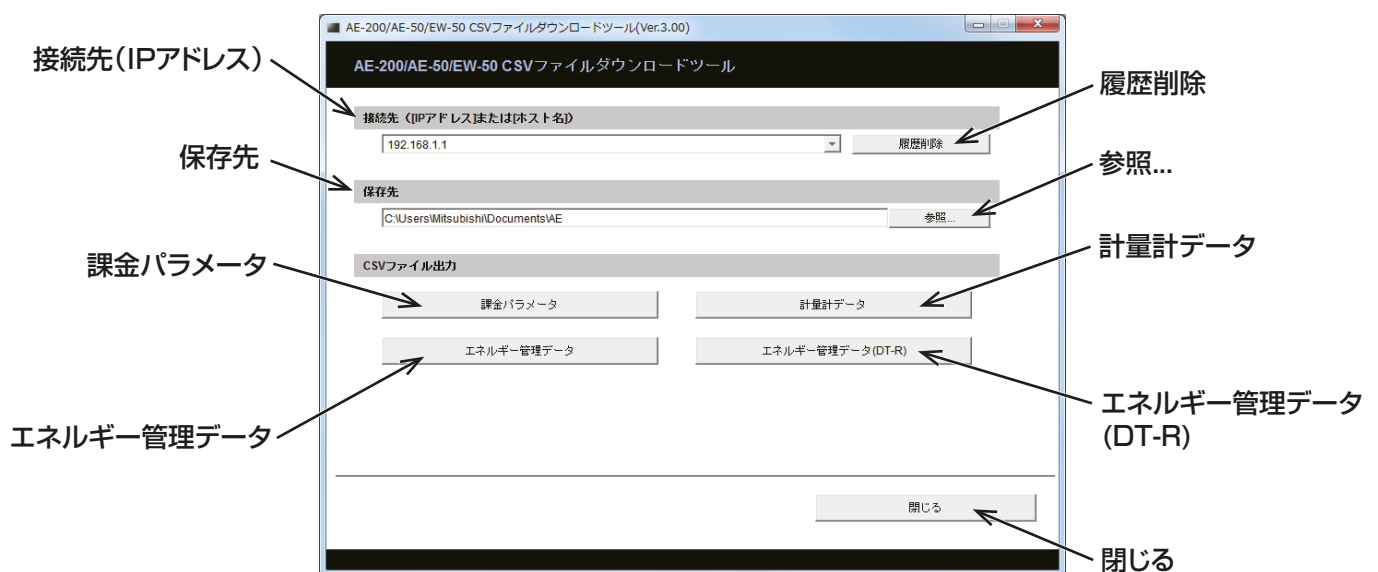 AE-200/AE-50/EW-50 CSVファイルダウンロードツール(Ver.3.00)
AE-200/AE-50/EW-50 CSVファイルダウンロードツール
接続先(IPアドレス)
履歴削除
接続先([IPアドレス]または[ホスト名])
192.168.1.1
履歴削除
保存先
参照...
保存先
C:\Users\Mitsubishi\Documents\AE
参照...
計量計データ
課金パラメータ
CSVファイル出力
課金パラメータ
計量計データ
エネルギー管理データ
エネルギー管理データ(DT-R)
エネルギー管理データ
エネルギー管理データ
(DT-R)
閉じる
閉じる